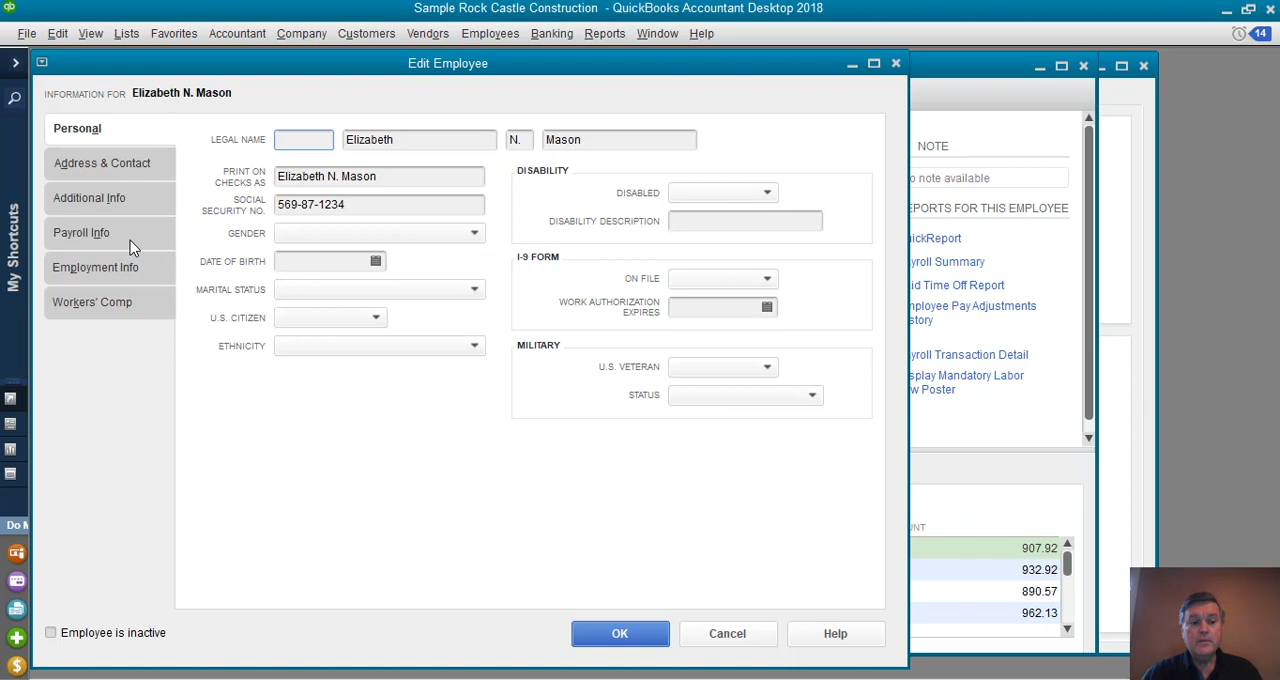 Sample Rock Castle Construction - QuickBooks Accountant Desktop 2018
File Edit View Lists Favorites Accountant Company Customers Vendors Employees Banking Reports Window Help
14
Edit Employee
INFORMATION FOR Elizabeth N. Mason
Personal
Address & Contact
Additional Info
Payroll Info
Employment Info
Workers' Comp
LEGAL NAME Elizabeth N. Mason
PRINT ON
CHECKS AS
Elizabeth N. Mason
SOCIAL
SECURITY NO.
569-87-1234
GENDER
DATE OF BIRTH
MARITAL STATUS
U.S. CITIZEN
ETHNICITY
DISABILITY
DISABLED
DISABILITY DESCRIPTION
I-9 FORM
ON FILE
WORK AUTHORIZATION
EXPIRES
MILITARY
U.S. VETERAN
STATUS
Employee is inactive
OK
Cancel
Help
NOTE
o note available
EPORTS FOR THIS EMPLOYEE
uickReport
yroll Summary
id Time Off Report
nployee Pay Adjustments
story
yroll Transaction Detail
splay Mandatory Labor
w Poster
UNT
907.92
932.92
890.57
962.13
My Shortcuts
Do M